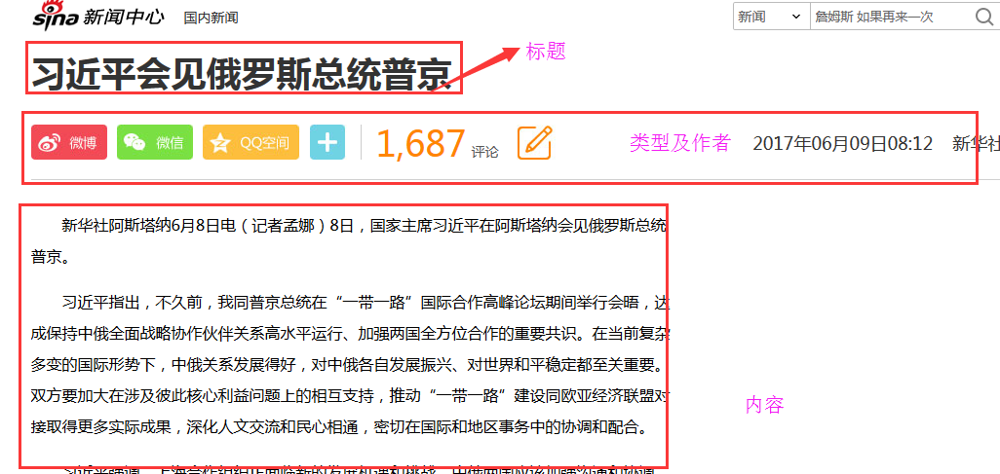 sina 新闻中心 国内新闻 新闻 詹姆斯 如果再来一次
习近平会见俄罗斯总统普京 标题
微博 微信 QQ空间 1,687 评论 类型及作者 2017年06月09日08:12 新华社
新华社阿斯塔纳6月8日电（记者孟娜）8日，国家主席习近平在阿斯塔纳会见俄罗斯总统
普京。
习近平指出，不久前，我同普京总统在“一带一路”国际合作高峰论坛期间举行会晤，达
成保持中俄全面战略协作伙伴关系高水平运行、加强两国全方位合作的重要共识。在当前复杂
多变的国际形势下，中俄关系发展得好，对中俄各自发展振兴、对世界和平稳定都至关重要。
双方要加大在涉及彼此核心利益问题上的相互支持，推动“一带一路”建设同欧亚经济联盟对
内容
接取得更多实际成果，深化人文交流和民心相通，密切在国际和地区事务中的协调和配合。